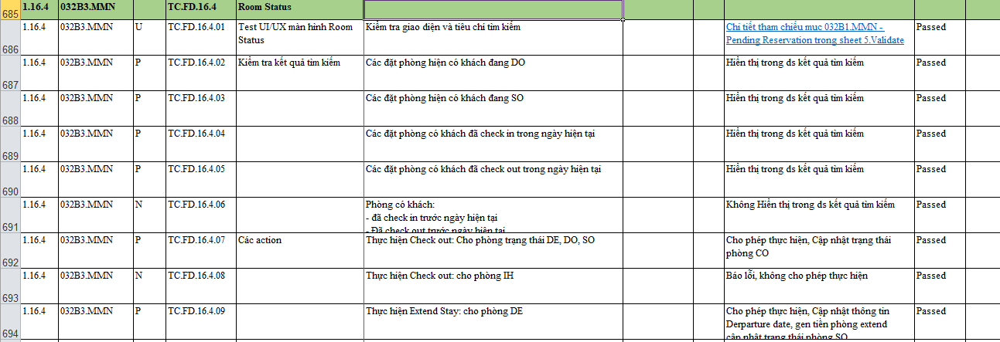 685 1.16.4 032B3.MMN TC.FD.16.4 Room Status
686 1.16.4 032B3.MMN U TC.FD.16.4.01 Test UI/UX màn hình Room Kiểm tra giao diện và tiêu chí tìm kiếm Chi tiết tham chiếu mục 032B1.MMN - Passed
Status Pending Reservation trong sheet 5.Validate
687 1.16.4 032B3.MMN P TC.FD.16.4.02 Kiểm tra kết quả tìm kiếm Các đặt phòng hiện có khách đang DO Hiển thị trong ds kết quả tìm kiếm Passed
688 1.16.4 032B3.MMN P TC.FD.16.4.03 Các đặt phòng hiện có khách đang SO Hiển thị trong ds kết quả tìm kiếm Passed
689 1.16.4 032B3.MMN P TC.FD.16.4.04 Các đặt phòng có khách đã check in trong ngày hiện tại Hiển thị trong ds kết quả tìm kiếm Passed
690 1.16.4 032B3.MMN P TC.FD.16.4.05 Các đặt phòng có khách đã check out trong ngày hiện tại Hiển thị trong ds kết quả tìm kiếm Passed
691 1.16.4 032B3.MMN N TC.FD.16.4.06 Phòng có khách: Không Hiển thị trong ds kết quả tìm kiếm Passed
- đã check in trước ngày hiện tại
- Đã check out trước ngày hiện tại
692 1.16.4 032B3.MMN P TC.FD.16.4.07 Các action Thực hiện Check out: Cho phòng trạng thái DE, DO, SO Cho phép thực hiện, Cập nhật trạng thái Passed
phòng CO
693 1.16.4 032B3.MMN N TC.FD.16.4.08 Thực hiện Check out: cho phòng IH Báo lỗi, không cho phép thực hiện Passed
694 1.16.4 032B3.MMN P TC.FD.16.4.09 Thực hiện Extend Stay: cho phòng DE Cho phép thực hiện, Cập nhật thông tin Passed
Derparture date, gen tiền phòng extend
cập nhật trạng thái phòng SO